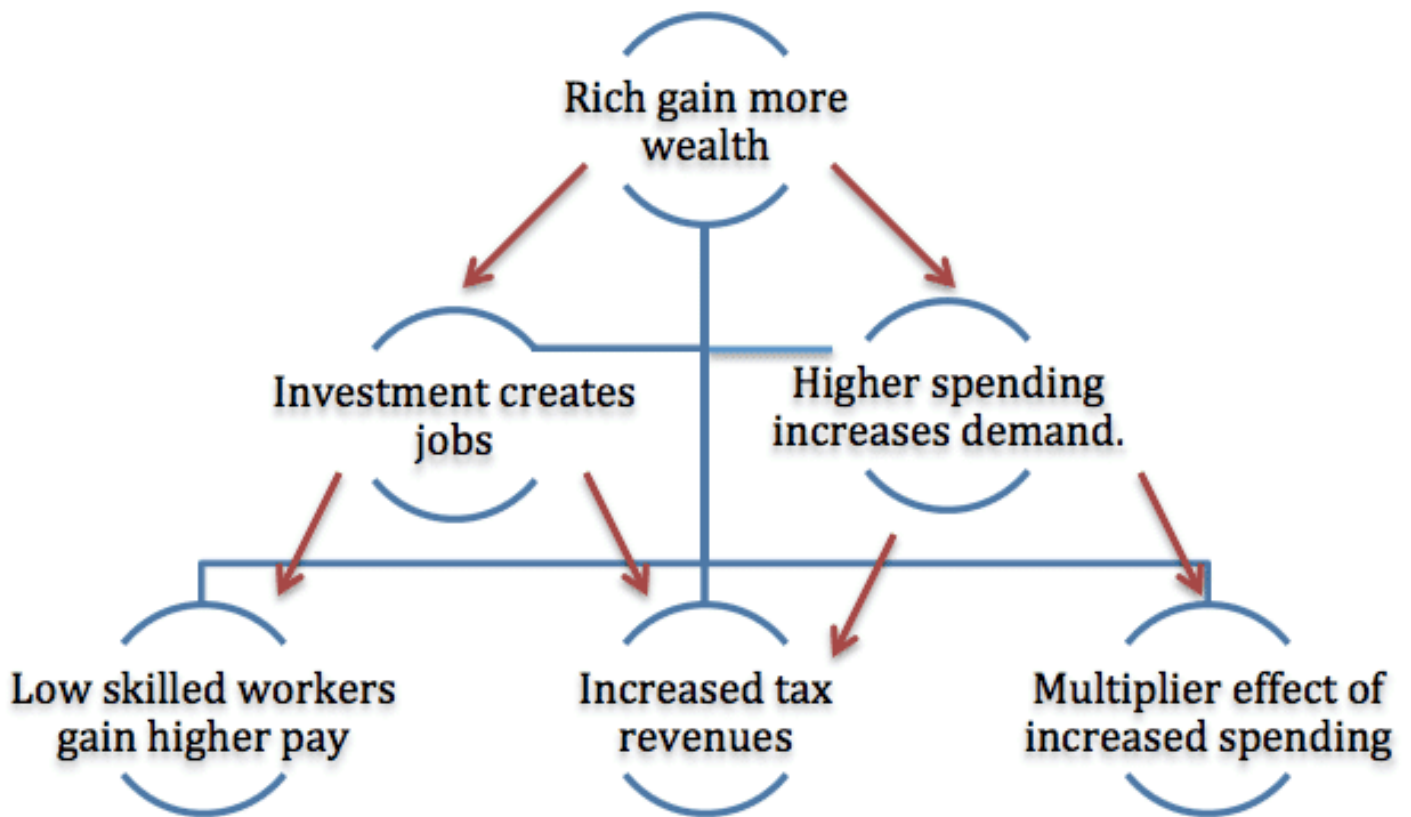 Rich gain more
wealth
Investment creates
jobs
Higher spending
increases demand.
Low skilled workers
gain higher pay
Increased tax
revenues
Multiplier effect of
increased spending